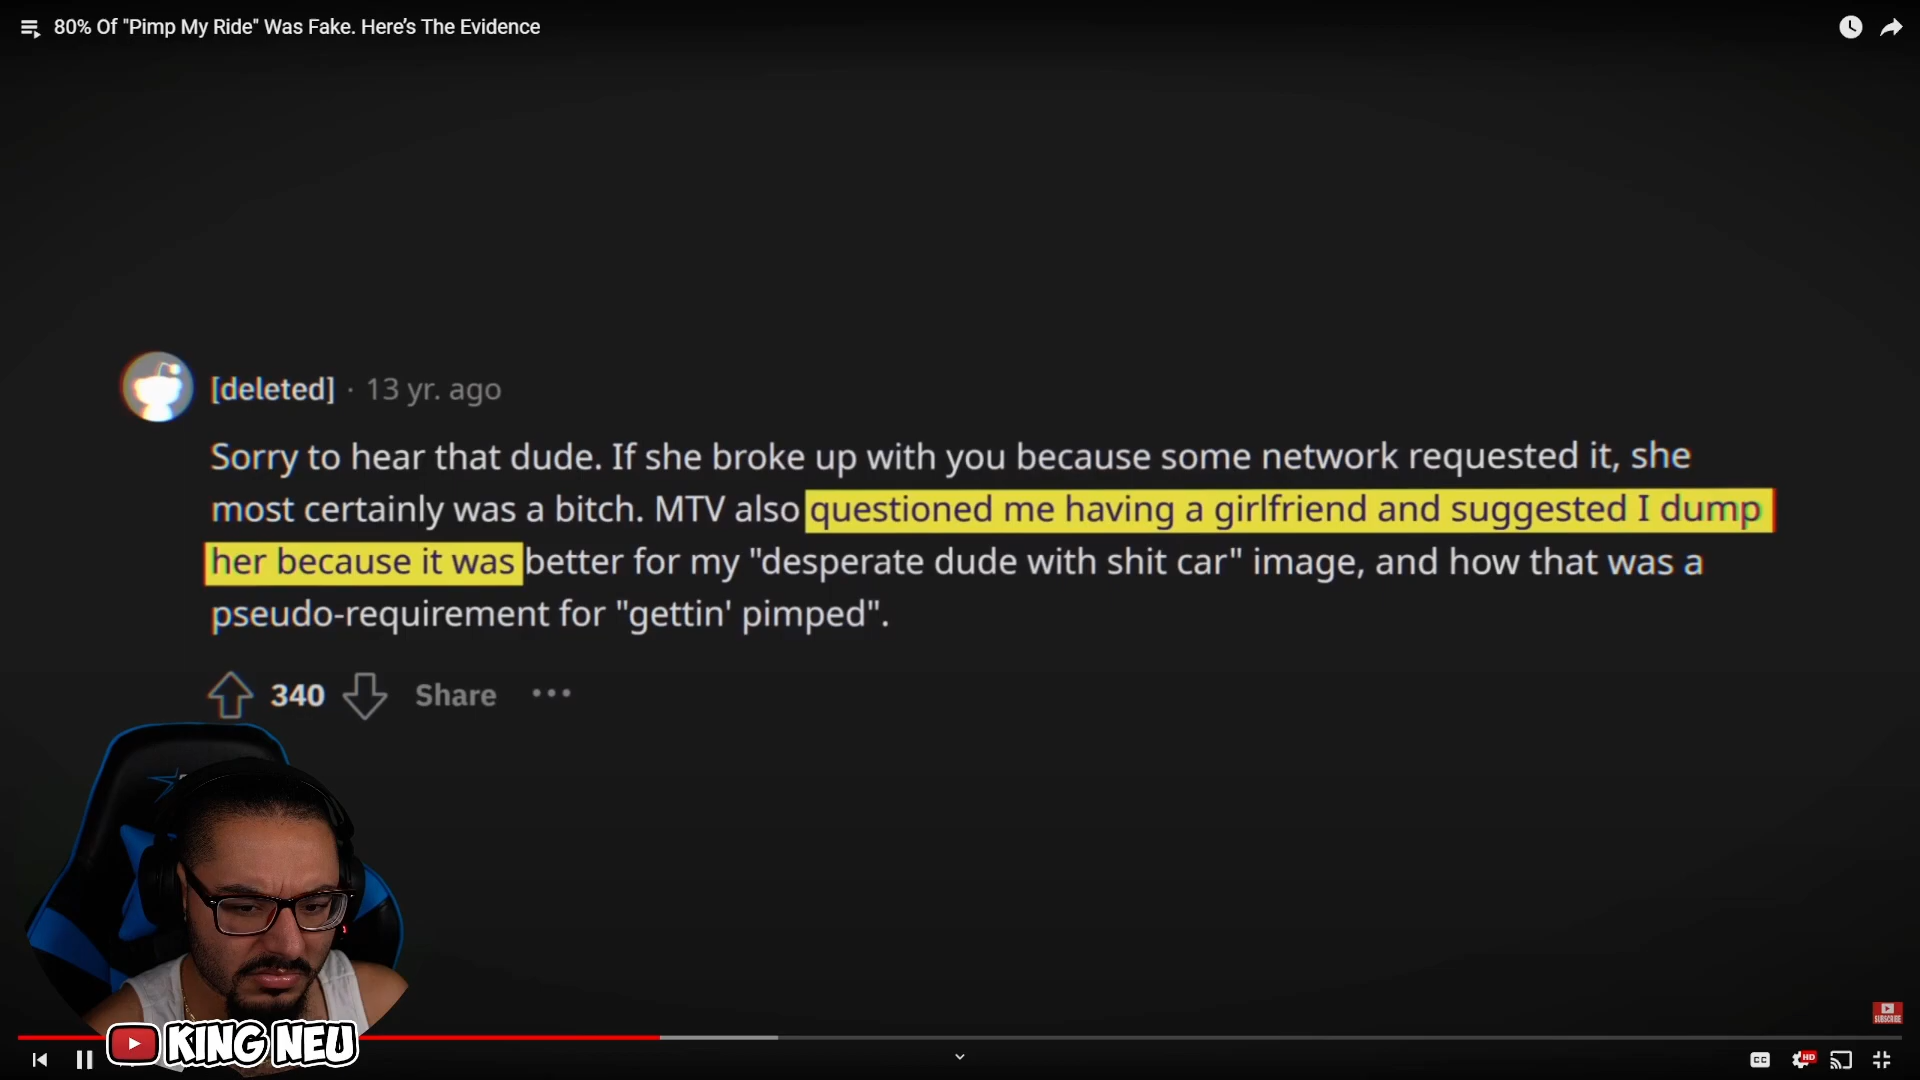 80% Of "Pimp My Ride" Was Fake. Here’s The Evidence
[deleted] · 13 yr. ago
Sorry to hear that dude. If she broke up with you because some network requested it, she
most certainly was a bitch. MTV also questioned me having a girlfriend and suggested I dump
her because it was better for my "desperate dude with shit car" image, and how that was a
pseudo-requirement for "gettin' pimped".
340 Share
SUBSCRIBE
KING NEU
CC HD